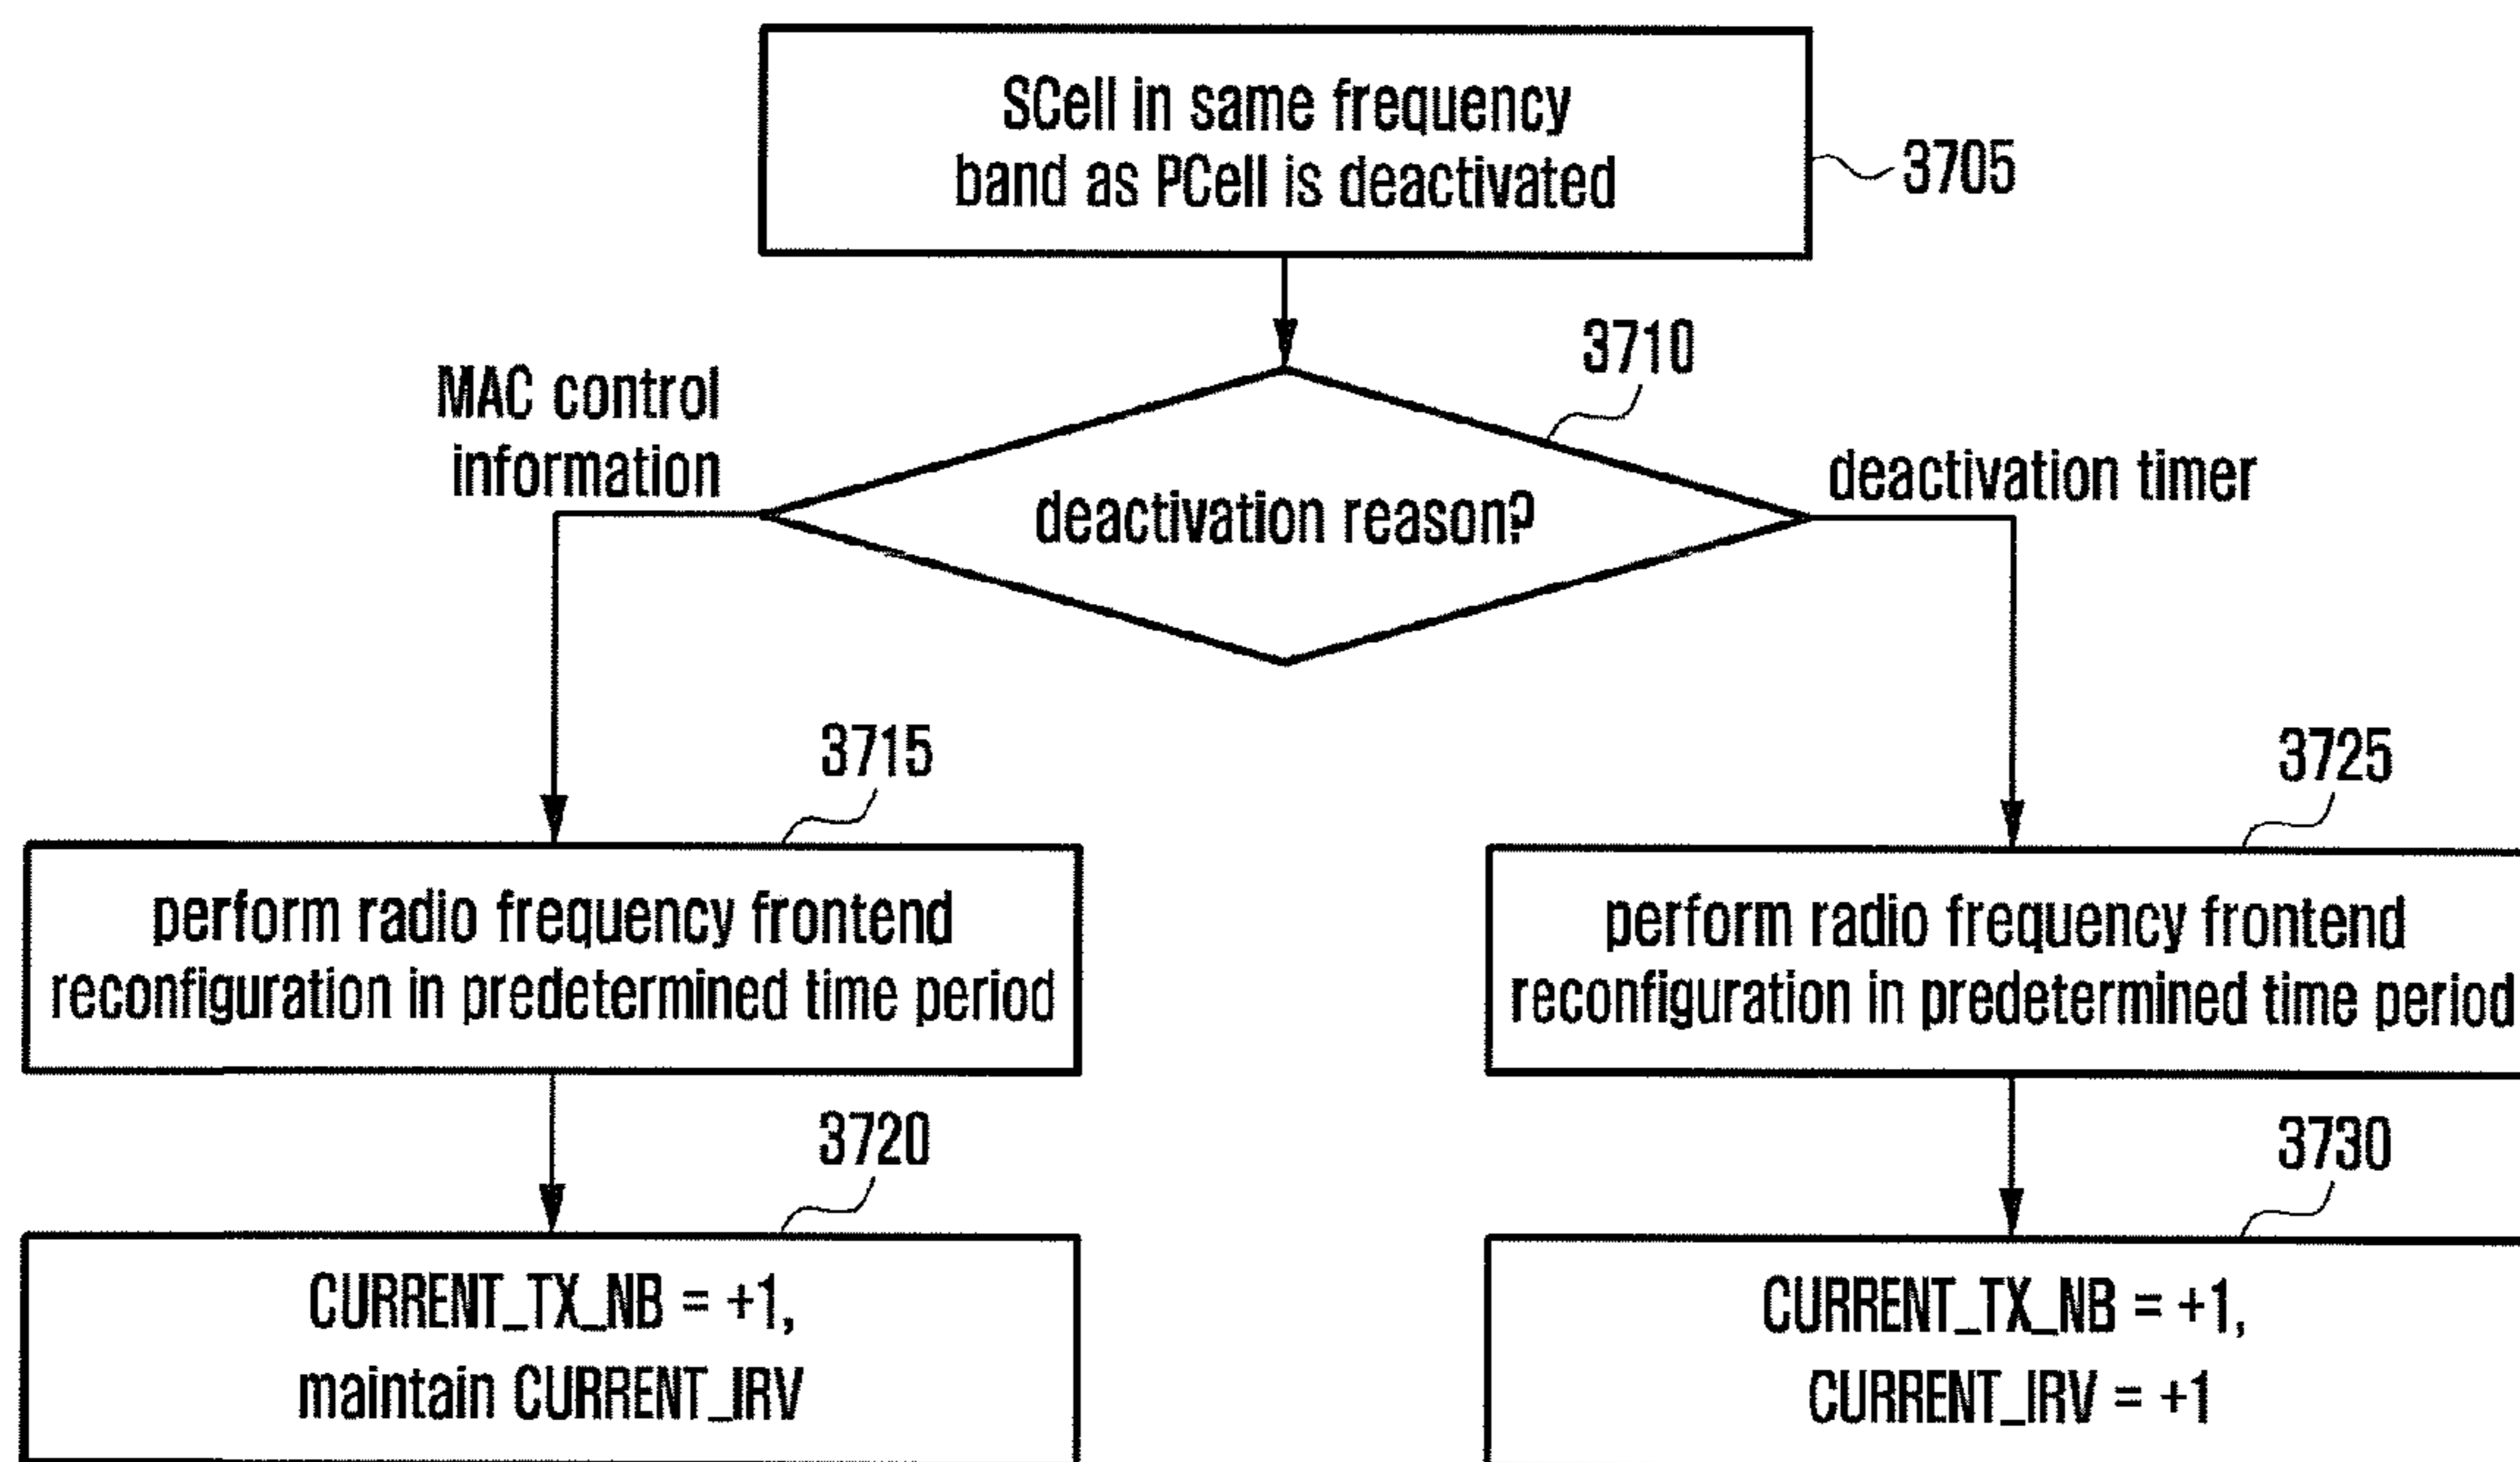 SCell in same frequency
band as PCell is deactivated
3705
3710
MAC control
information
deactivation reason?
deactivation timer
3715
3725
perform radio frequency frontend
reconfiguration in predetermined time period
perform radio frequency frontend
reconfiguration in predetermined time period
3720
3730
CURRENT_TX_NB = +1,
maintain CURRENT_IRV
CURRENT_TX_NB = +1,
CURRENT_IRV = +1